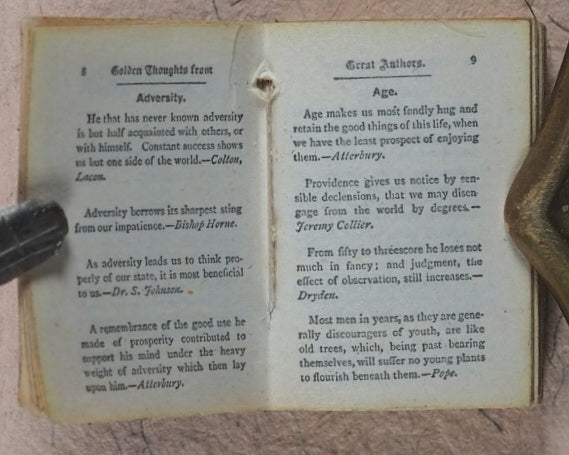 8 Golden Thoughts from
Adversity.
He that has never known adversity
is but half acquainted with others, or
with himself. Constant success shows
us but one side of the world.—Colton,
Lacon.
Adversity borrows its sharpest sting
from our impatience.—Bishop Horne.
As adversity leads us to think pro-
perly of our state, it is most beneficial
to us.—Dr. S. Johnson.
A remembrance of the good use he
made of prosperity contributed to
support his mind under the heavy
weight of adversity which then lay
upon him.—Atterbury.
Great Authors. 9
Age.
Age makes us most fondly hug and
retain the good things of this life, when
we have the least prospect of enjoying
them.—Atterbury.
Providence gives us notice by sen-
sible declensions, that we may disen-
gage from the world by degrees.—
Jeremy Collier.
From fifty to threescore he loses not
much in fancy; and judgment, the
effect of observation, still increases.—
Dryden.
Most men in years, as they are gene-
rally discouragers of youth, are like
old trees, which, being past bearing
themselves, will suffer no young plants
to flourish beneath them.—Pope.